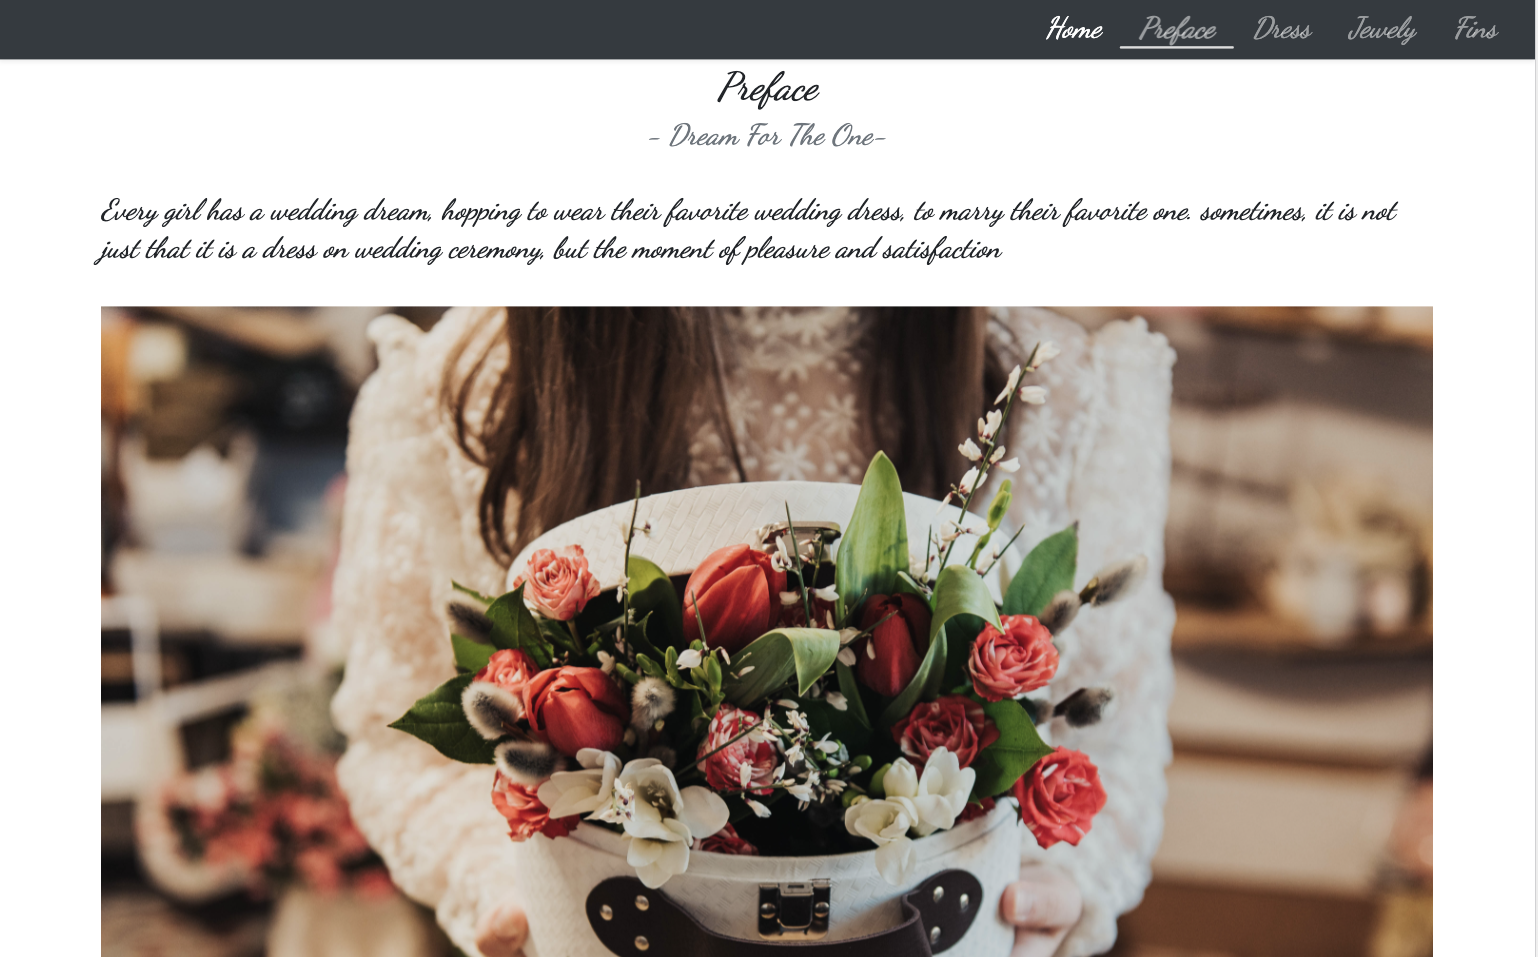 Home Preface Dress Jewely Fins
Preface
- Dream For The One-
Every girl has a wedding dream, hopping to wear their favorite wedding dress, to marry their favorite one. sometimes, it is not
just that it is a dress on wedding ceremony, but the moment of pleasure and satisfaction